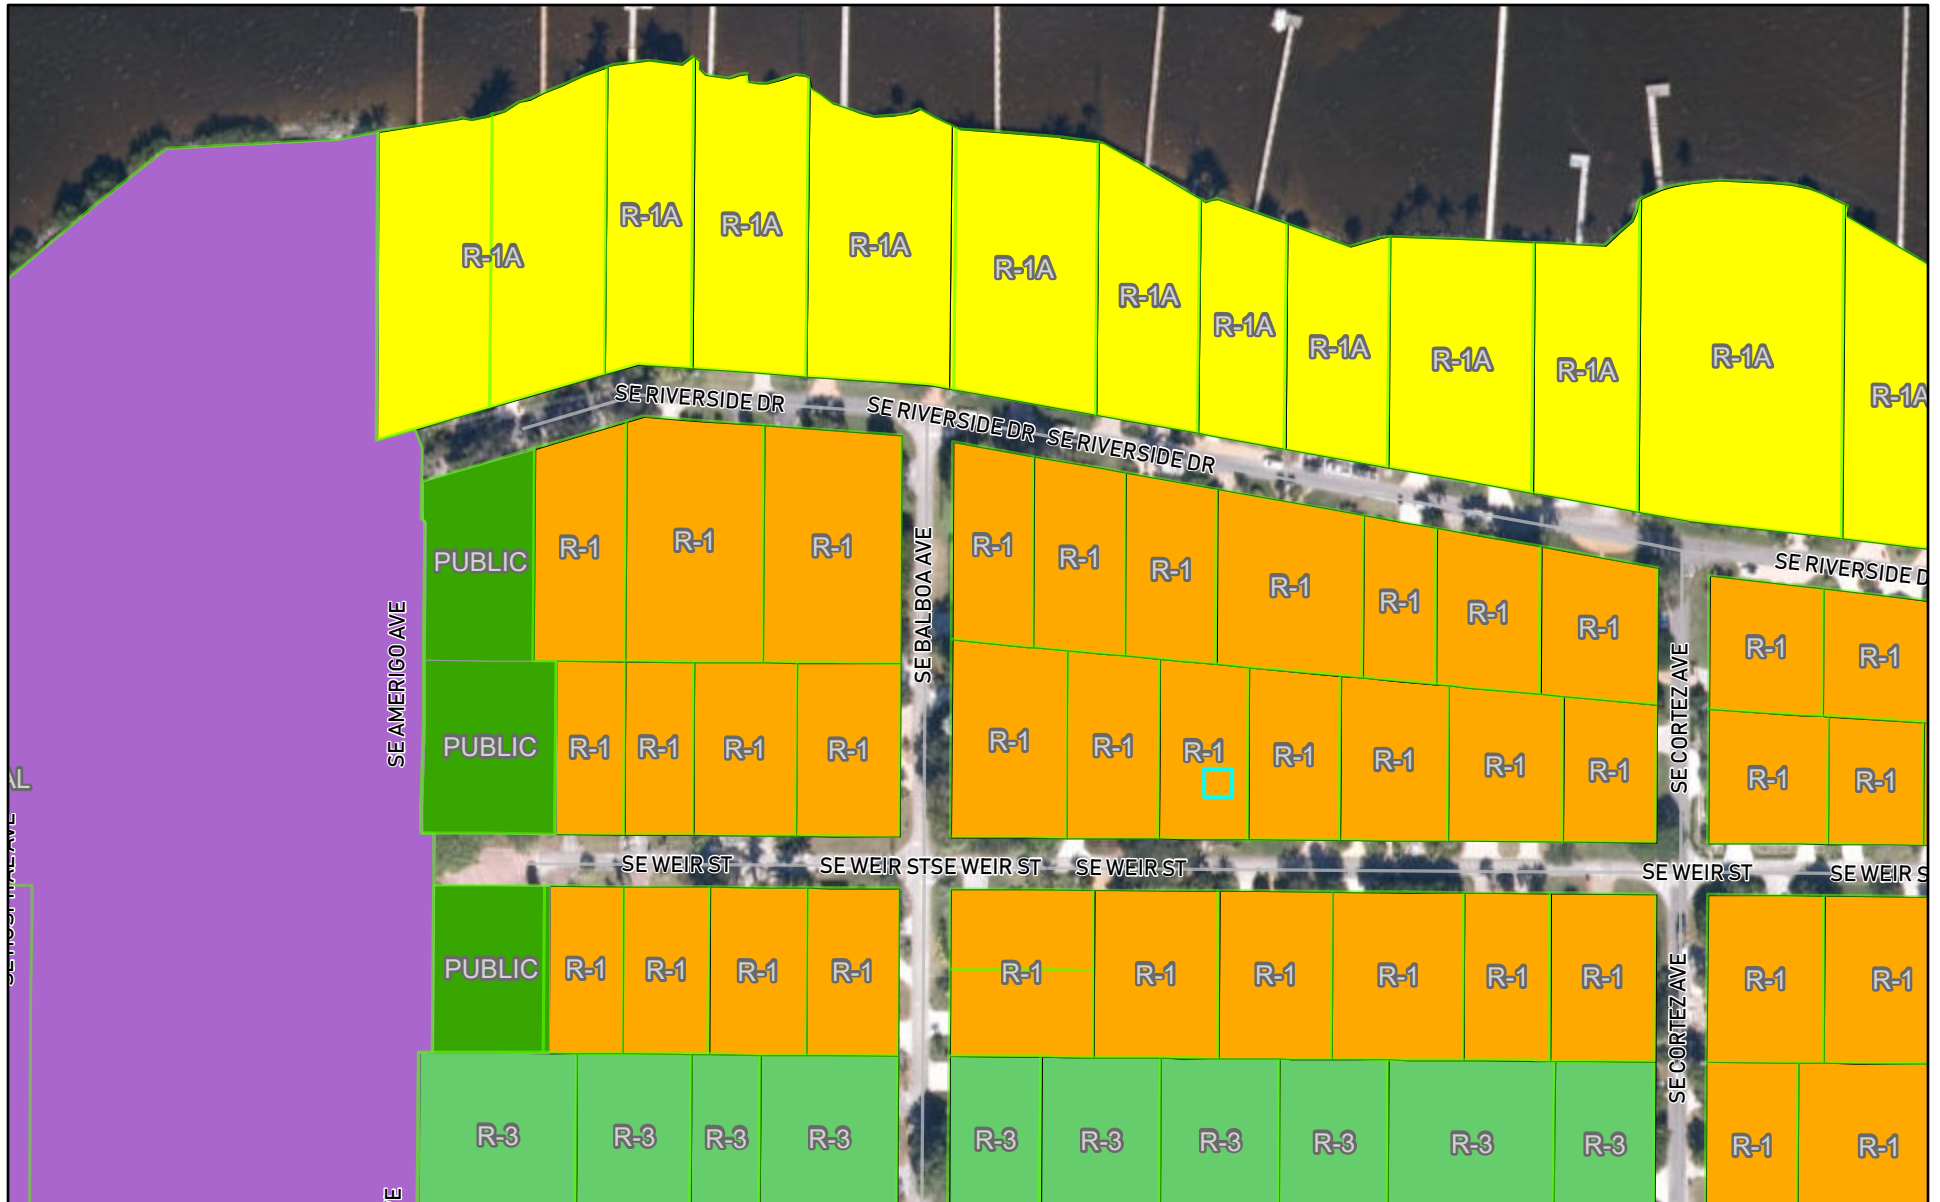 R-1A
R-1A
R-1A
R-1A
R-1A
R-1A
R-1A
R-1A
R-1A
R-1A
R-1A
R-1A
SE RIVERSIDE DR
SE RIVERSIDE DR
SE RIVERSIDE DR
SE RIVERSIDE D
PUBLIC
R-1
R-1
R-1
SE BALBOA AVE
R-1
R-1
R-1
R-1
R-1
R-1
R-1
R-1
R-1
SE AMERIGO AVE
PUBLIC
R-1
R-1
R-1
R-1
R-1
R-1
R-1
R-1
R-1
R-1
R-1
SE CORTEZ AVE
R-1
R-1
AL
SE WEIR ST
SE WEIR ST
SE WEIR ST
SE WEIR ST
SE WEIR ST
SE WEIR S
PUBLIC
R-1
R-1
R-1
R-1
R-1
R-1
R-1
R-1
R-1
R-1
SE CORTEZ AVE
R-1
R-1
R-3
R-3
R-3
R-3
R-3
R-3
R-3
R-3
R-3
R-3
R-1
R-1